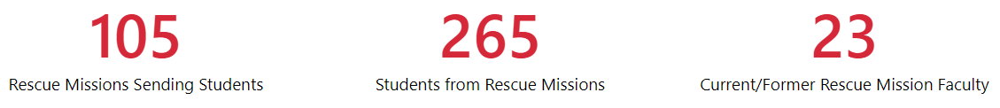 105 265 23
Rescue Missions Sending Students Students from Rescue Missions Current/Former Rescue Mission Faculty